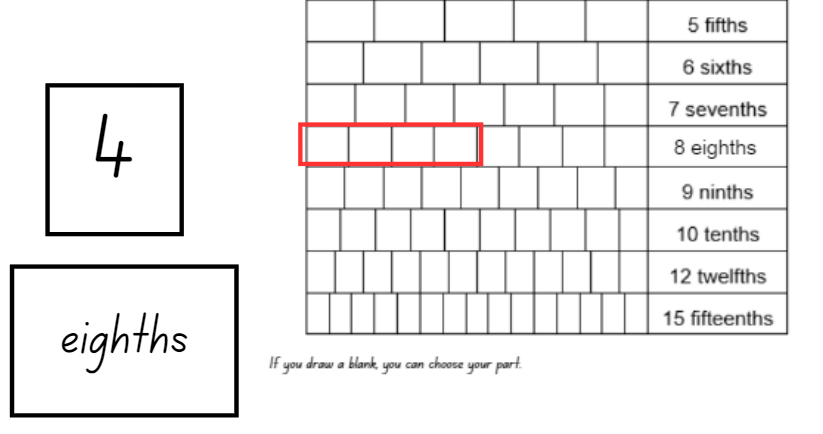 4
eighths
5 fifths
6 sixths
7 sevenths
8 eighths
9 ninths
10 tenths
12 twelfths
15 fifteenths
If you draw a blank, you can choose your part.